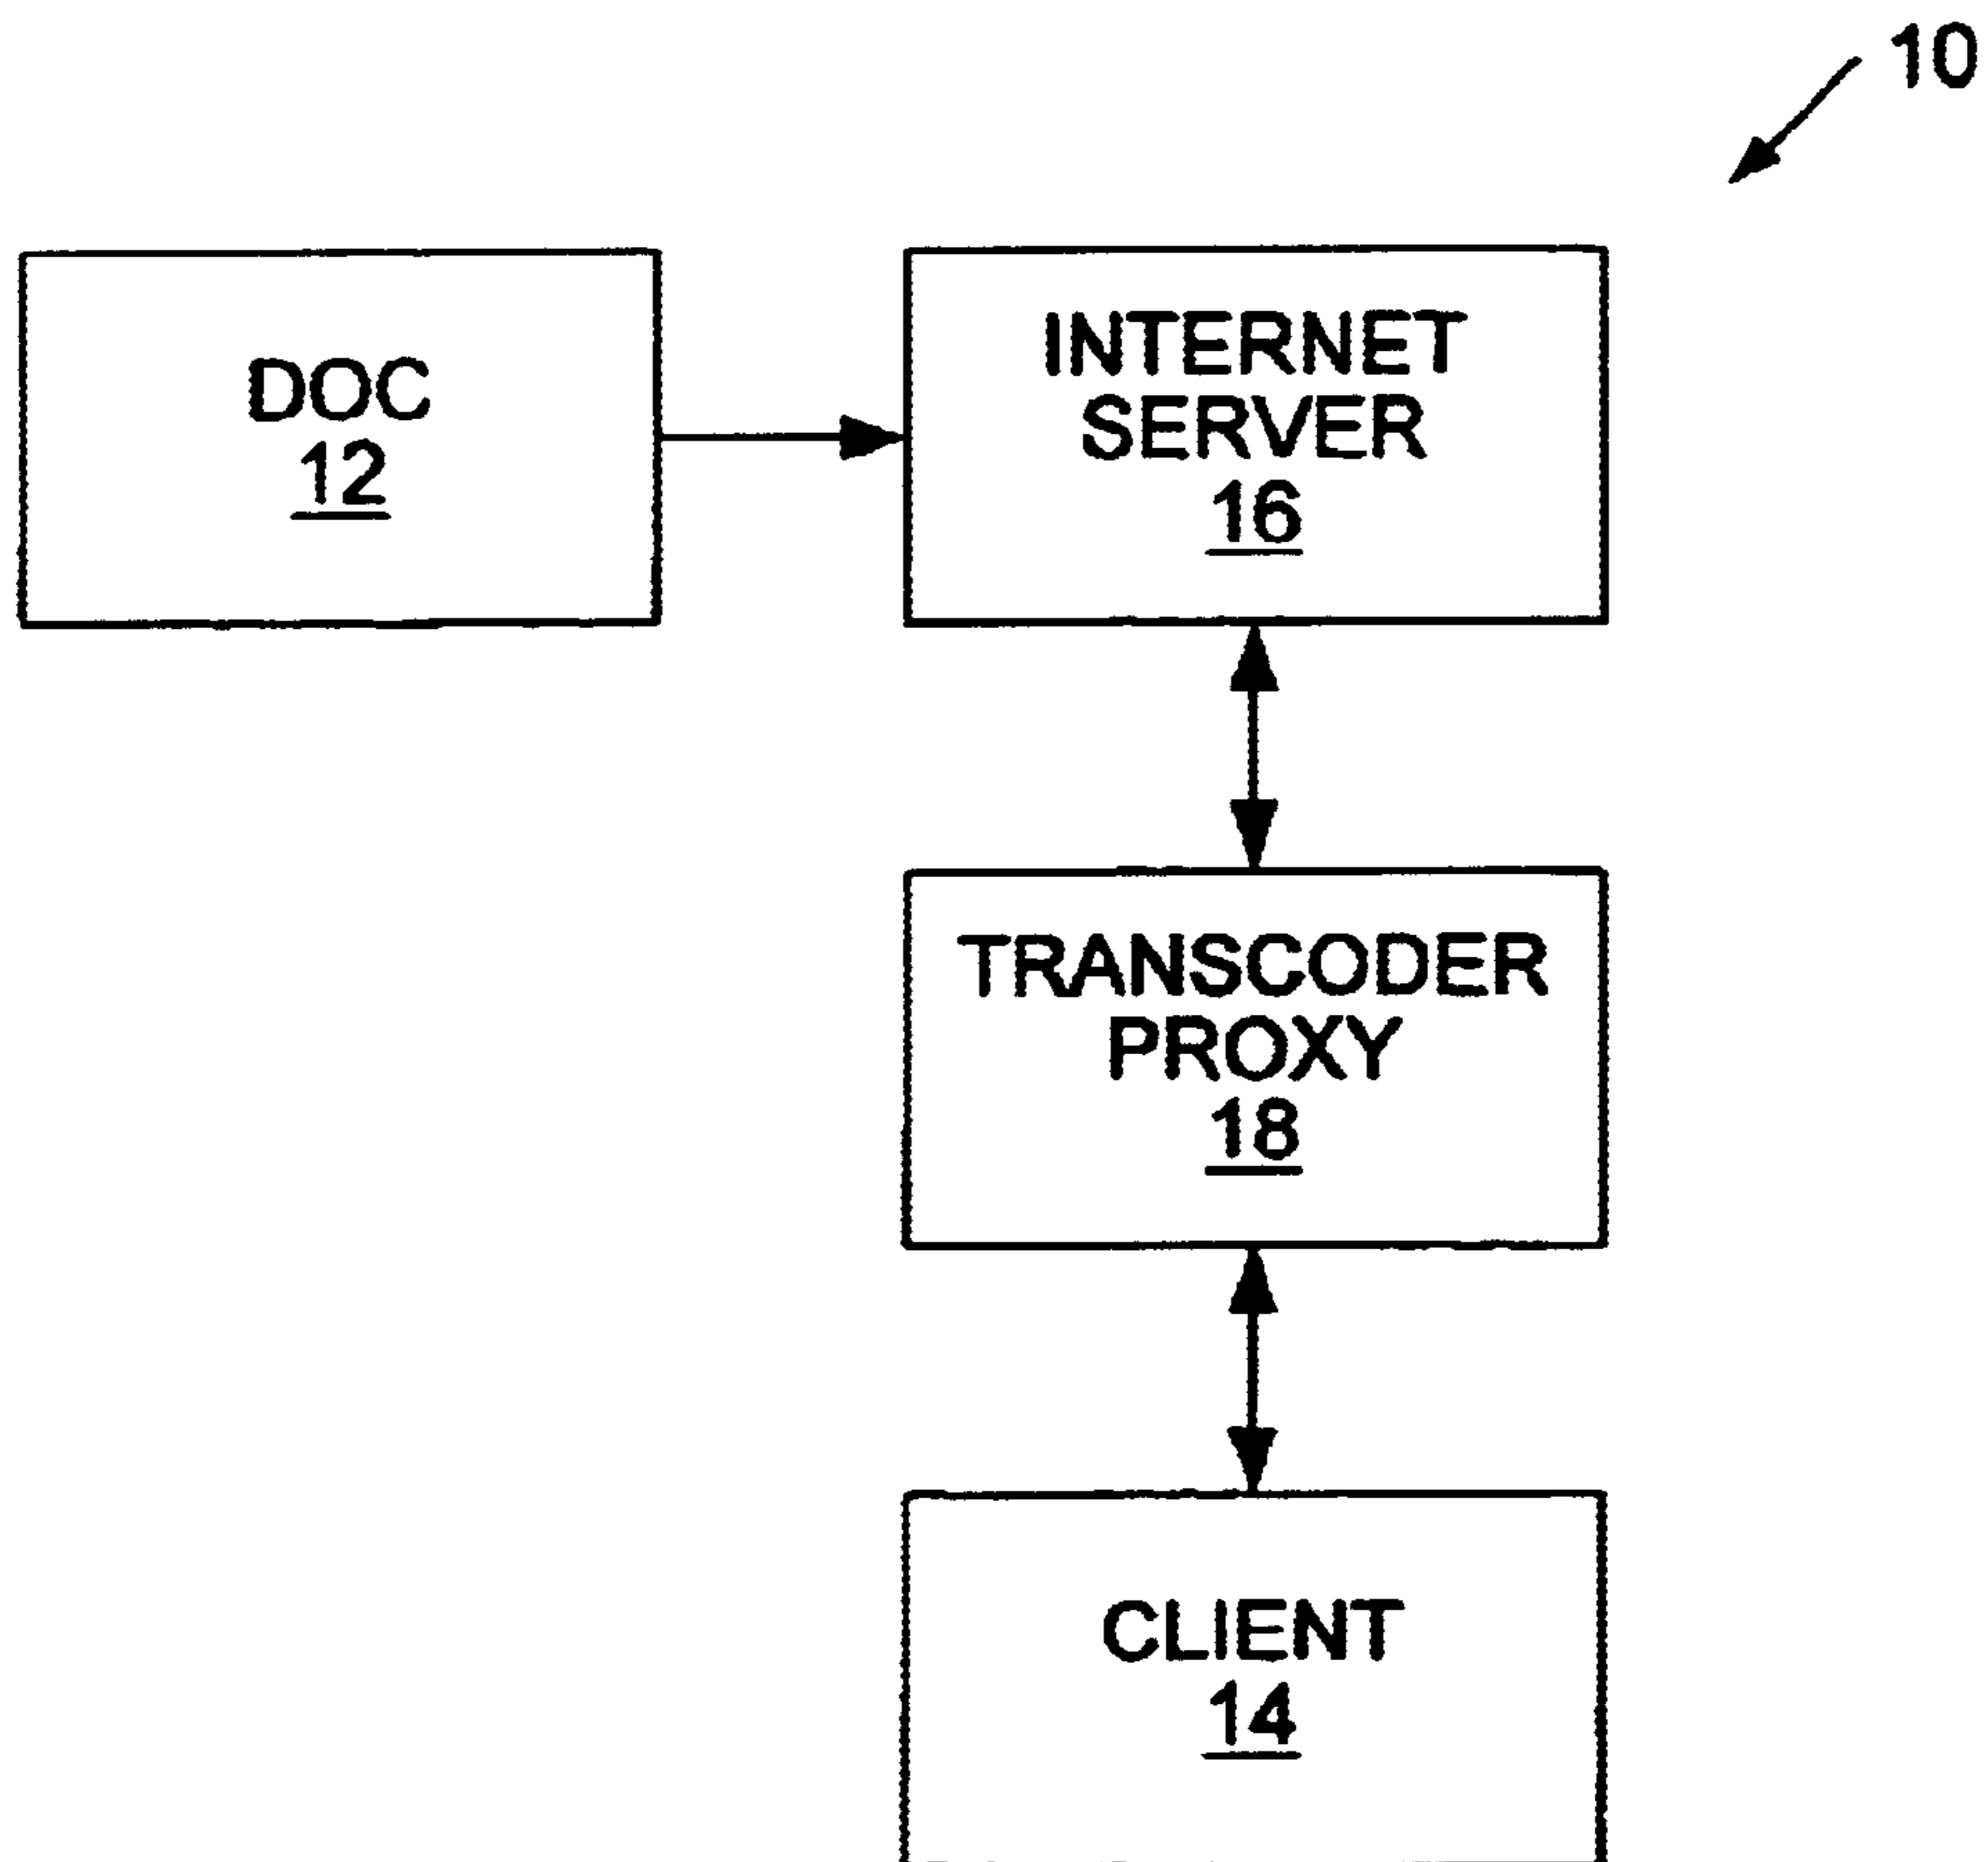 10
DOC
12
INTERNET
SERVER
16
TRANSCODER
PROXY
18
CLIENT
14